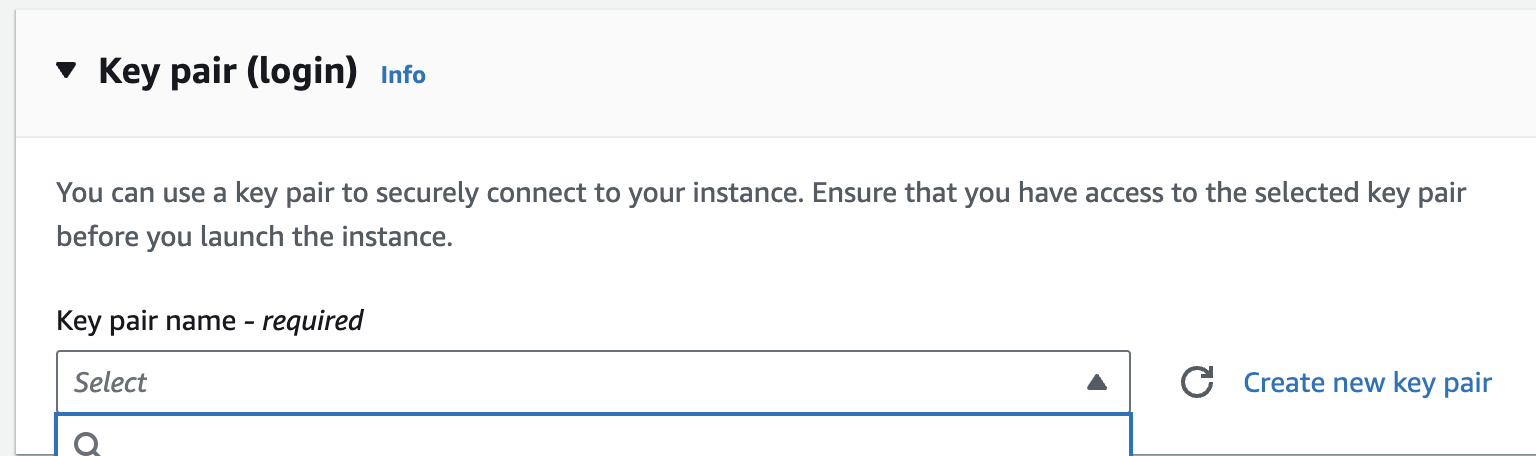 Key pair (login) Info
You can use a key pair to securely connect to your instance. Ensure that you have access to the selected key pair
before you launch the instance.
Key pair name - required
Select
Create new key pair